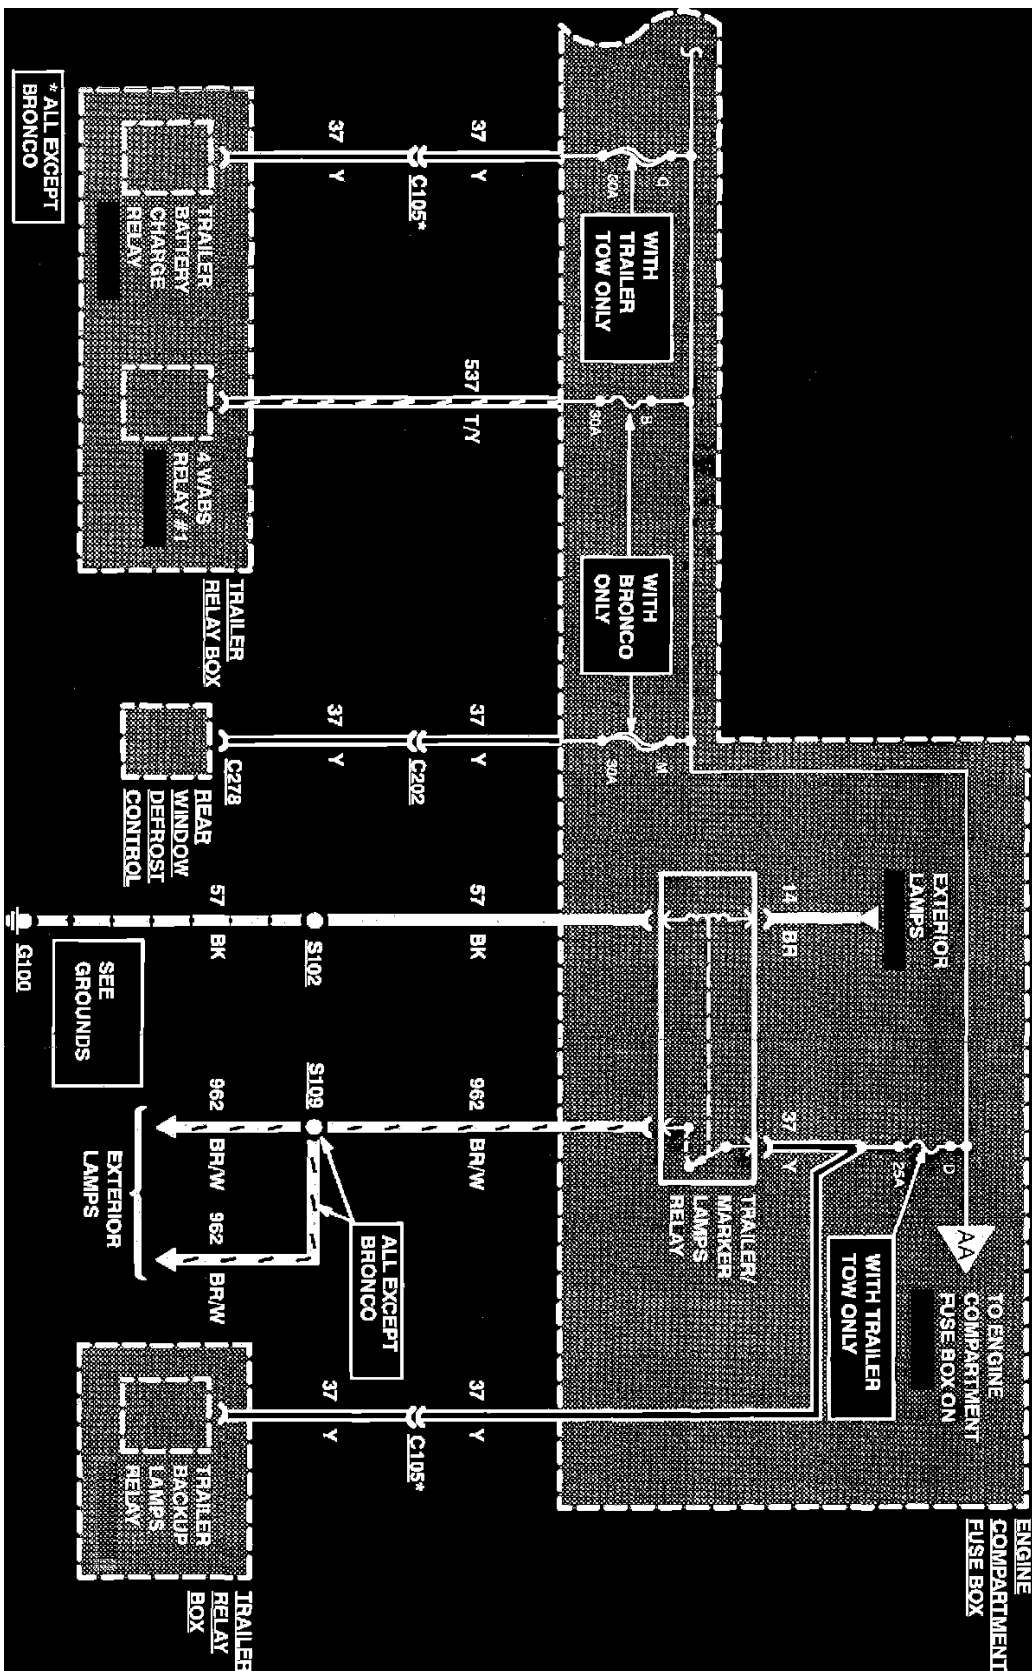 ENGINE
COMPARTMENT
FUSE BOX
TO ENGINE
COMPARTMENT
FUSE BOX ON
AA
EXTERIOR
LAMPS
D
25A
WITH TRAILER
TOW ONLY
14 BR
37 Y
TRAILER/
MARKER
LAMPS
RELAY
WITH
TRAILER
TOW ONLY
WITH
BRONCO
ONLY
M
60A
30A
37 Y
537 T/Y
37 Y
57 BK
962 BR/W
37 Y
C105*
C202
C105*
ALL EXCEPT
BRONCO
37 Y
37 Y
S102
S109
37 Y
57 BK
962 BR/W
962 BR/W
TRAILER
BATTERY
CHARGE
RELAY
4 WABS
RELAY #1
TRAILER
RELAY BOX
C278
REAR
WINDOW
DEFROST
CONTROL
SEE
GROUNDS
G100
EXTERIOR
LAMPS
TRAILER
BACKUP
LAMPS
RELAY
TRAILER
RELAY
BOX
* ALL EXCEPT
BRONCO